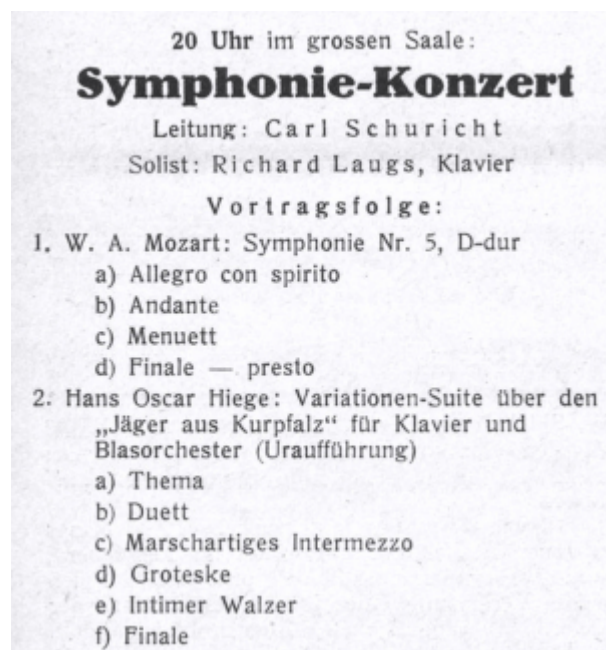 20 Uhr im grossen Saale:
Symphonie-Konzert
Leitung: Carl Schuricht
Solist: Richard Laugs, Klavier
Vortragsfolge:
1. W. A. Mozart: Symphonie Nr. 5, D-dur
a) Allegro con spirito
b) Andante
c) Menuett
d) Finale — presto
2. Hans Oscar Hiege: Variationen-Suite über den
„Jäger aus Kurpfalz“ für Klavier und
Blasorchester (Uraufführung)
a) Thema
b) Duett
c) Marschartiges Intermezzo
d) Groteske
e) Intimer Walzer
f) Finale